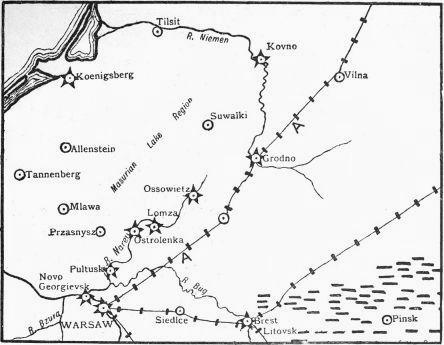 Tilsit
R. Niemen
Kovno
Koenigsberg
Vilna
Suwalki
A
Masurian Lake Region
Allenstein
Grodno
Tannenberg
Ossowietz
Mlawa
Lomza
Przasnysz
Ostrolenka
R. Narew
A
Pultusk
Novo
Georgievsk
R. Bug
R. Bzura
WARSAW
Siedlce
Brest
Litovsk
Pinsk